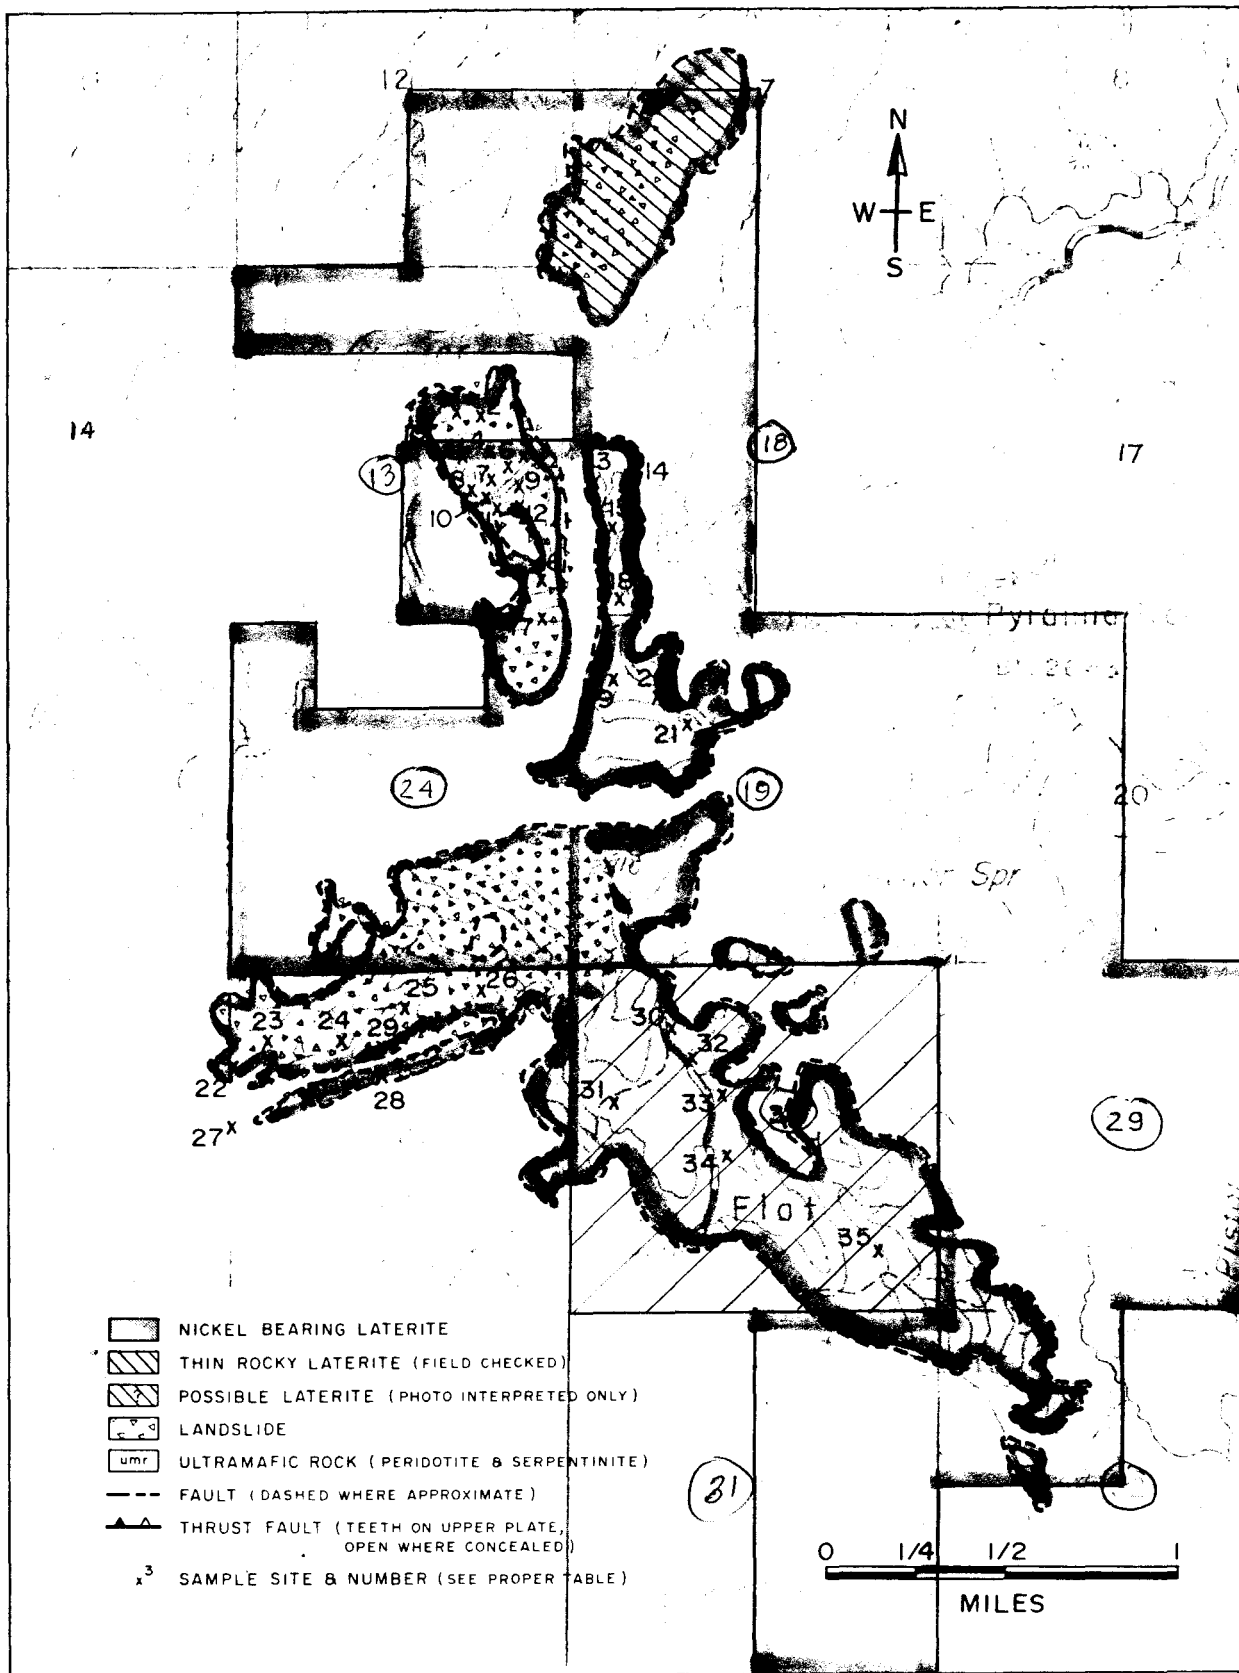 12
7
8
N
W E
S
14
13
18
17
2
3
14
8
7
9
10
12
8
7
9
2
21
24
19
20
Spr
25
26
23
24
29
22
28
27
30
32
31
33
34
29
Flat
35
NICKEL BEARING LATERITE
THIN ROCKY LATERITE (FIELD CHECKED)
? POSSIBLE LATERITE (PHOTO INTERPRETED ONLY)
LANDSLIDE
umr ULTRAMAFIC ROCK (PERIDOTITE & SERPENTINITE)
FAULT (DASHED WHERE APPROXIMATE)
THRUST FAULT (TEETH ON UPPER PLATE,
OPEN WHERE CONCEALED)
x3 SAMPLE SITE & NUMBER (SEE PROPER TABLE)
31
0 1/4 1/2 1
MILES